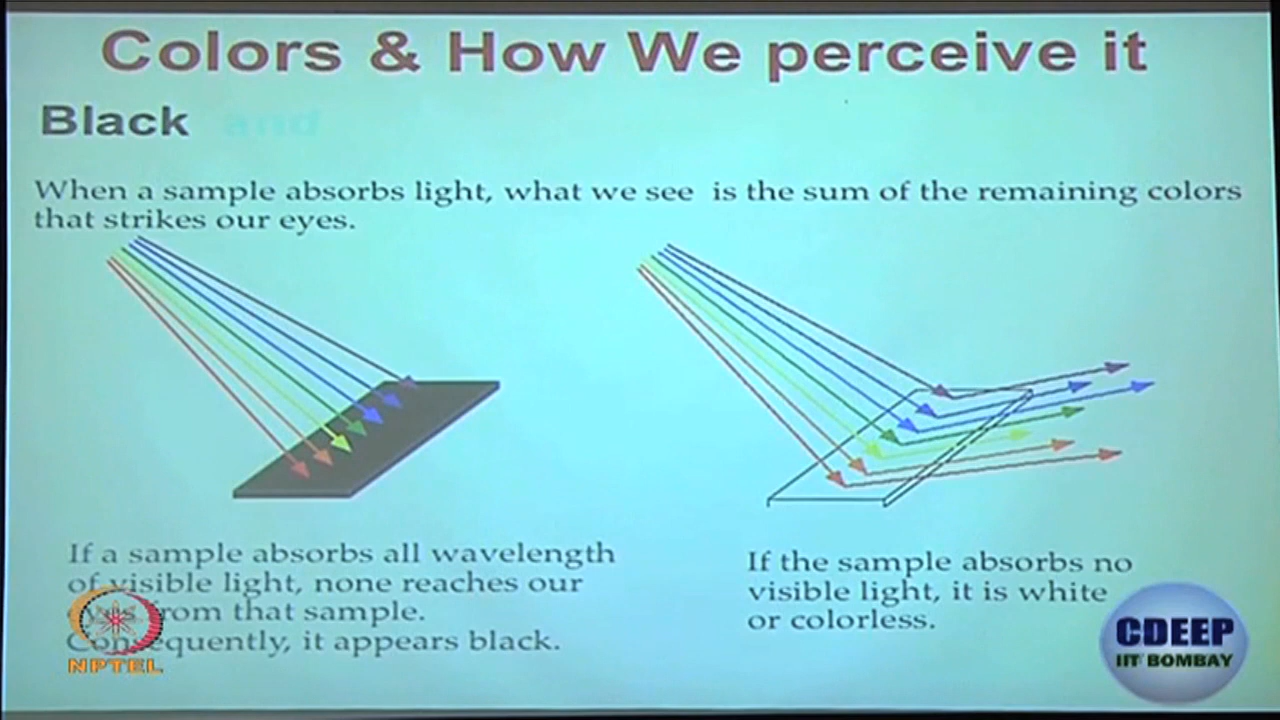 Colors & How We perceive it
Black and
When a sample absorbs light, what we see is the sum of the remaining colors
that strikes our eyes.
If a sample absorbs all wavelength
of visible light, none reaches our
eyes from that sample.
Consequently, it appears black.
If the sample absorbs no
visible light, it is white
or colorless.
NPTEL
CDEEP
IIT BOMBAY